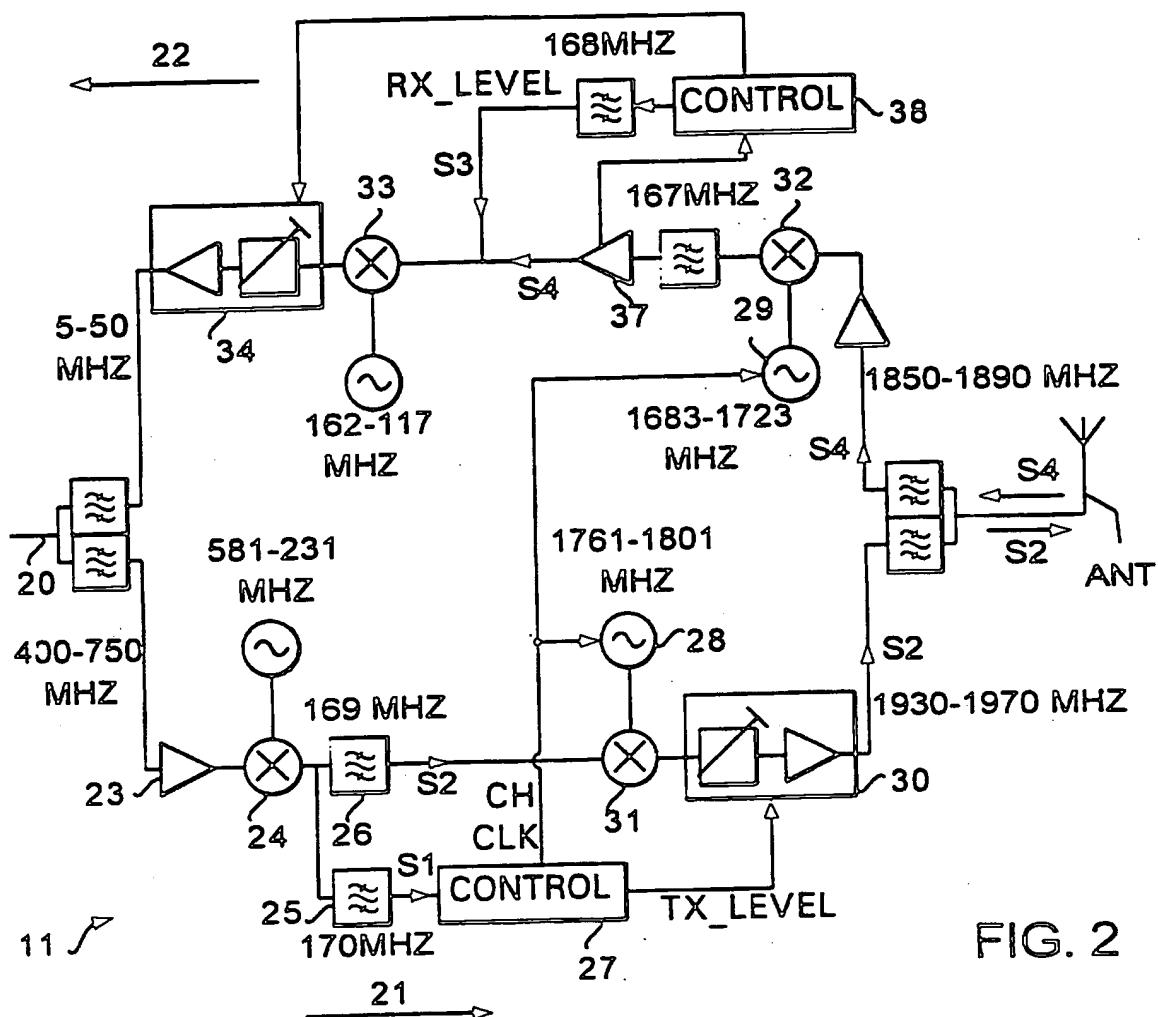 22
168MHZ
RX_LEVEL
CONTROL
38
S3
33
167MHZ
32
S4
37
29
34
5-50
MHZ
162-117
MHZ
1683-1723
MHZ
1850-1890 MHZ
S4
S4
S2
ANT
20
581-231
MHZ
1761-1801
MHZ
28
400-750
MHZ
S2
169 MHZ
1930-1970 MHZ
23
24
26
S2
CH
CLK
31
30
S1
CONTROL
25
170MHZ
27
TX_LEVEL
11
21
FIG. 2